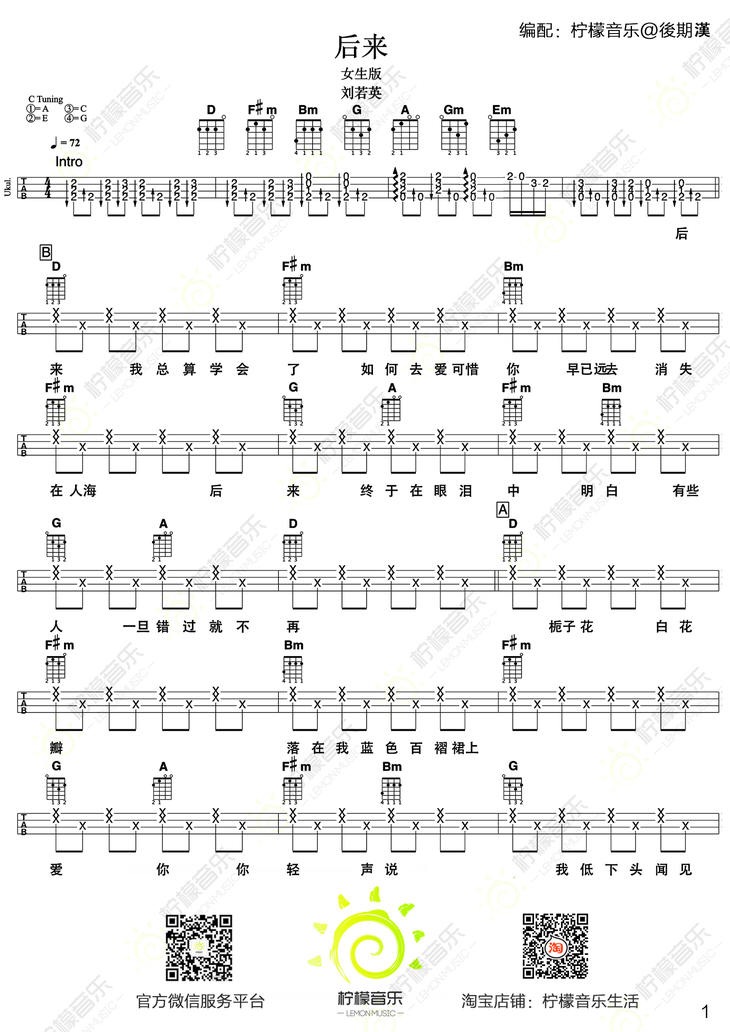 编配：柠檬音乐@後期漢
后来
女生版
刘若英
C Tuning
①=A ③=C
②=E ④=G
D F♯m Bm G A Gm Em
♩= 72
Intro
Ukal.
TAB 4/4
后
B
D F♯m Bm
来 我总算学会了 如何去爱可惜你 早已远去 消失
F♯m G A F♯m Bm
在人海 后来 终于在眼泪中 明白 有些
A
G A D D
人 一旦错过就不再 栀子花 白花
F♯m Bm F♯m
瓣 落在我蓝色百褶裙上
G A F♯m Bm G
爱 你 你轻声说 我低下头闻见
官方微信服务平台
柠檬音乐
LEMON MUSIC
淘
淘宝店铺：柠檬音乐生活
1